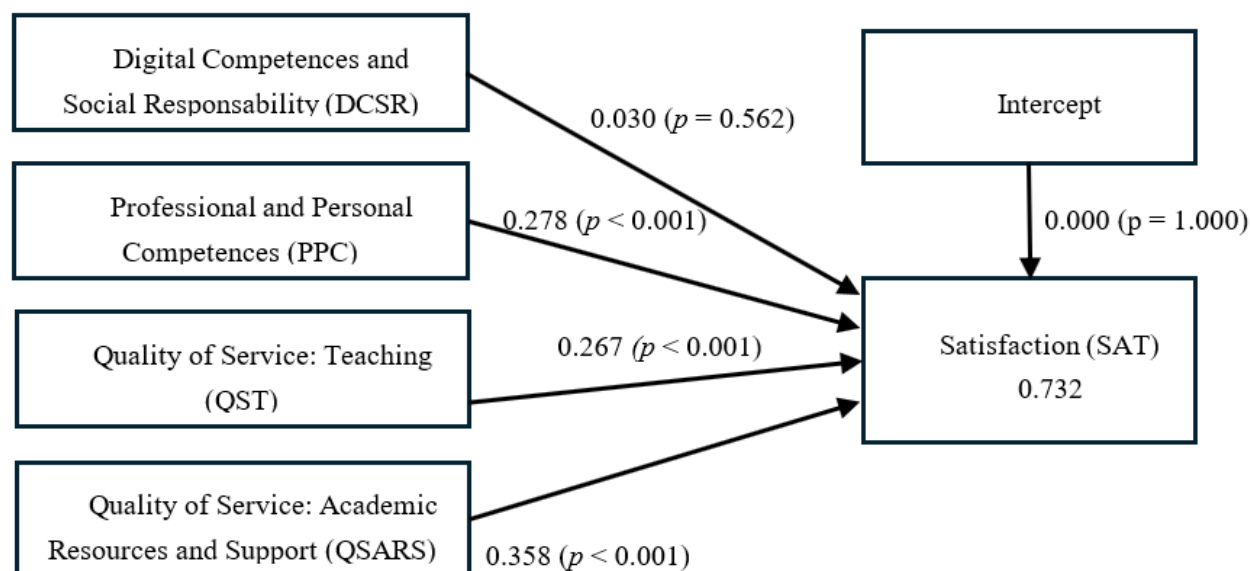 Digital Competences and
Social Responsability (DCSR)
0.030 (p = 0.562)
Intercept
Professional and Personal
Competences (PPC)
0.278 (p < 0.001)
0.000 (p = 1.000)
Quality of Service: Teaching
(QST)
0.267 (p < 0.001)
Satisfaction (SAT)
0.732
Quality of Service: Academic
Resources and Support (QSARS)
0.358 (p < 0.001)